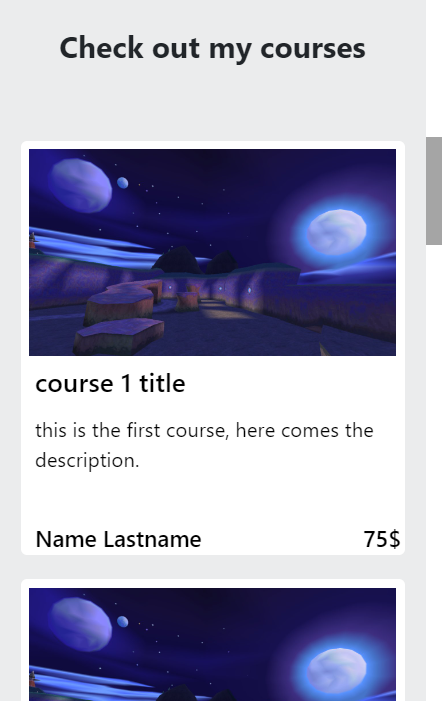 Check out my courses
course 1 title
this is the first course, here comes the
description.
Name Lastname 75$